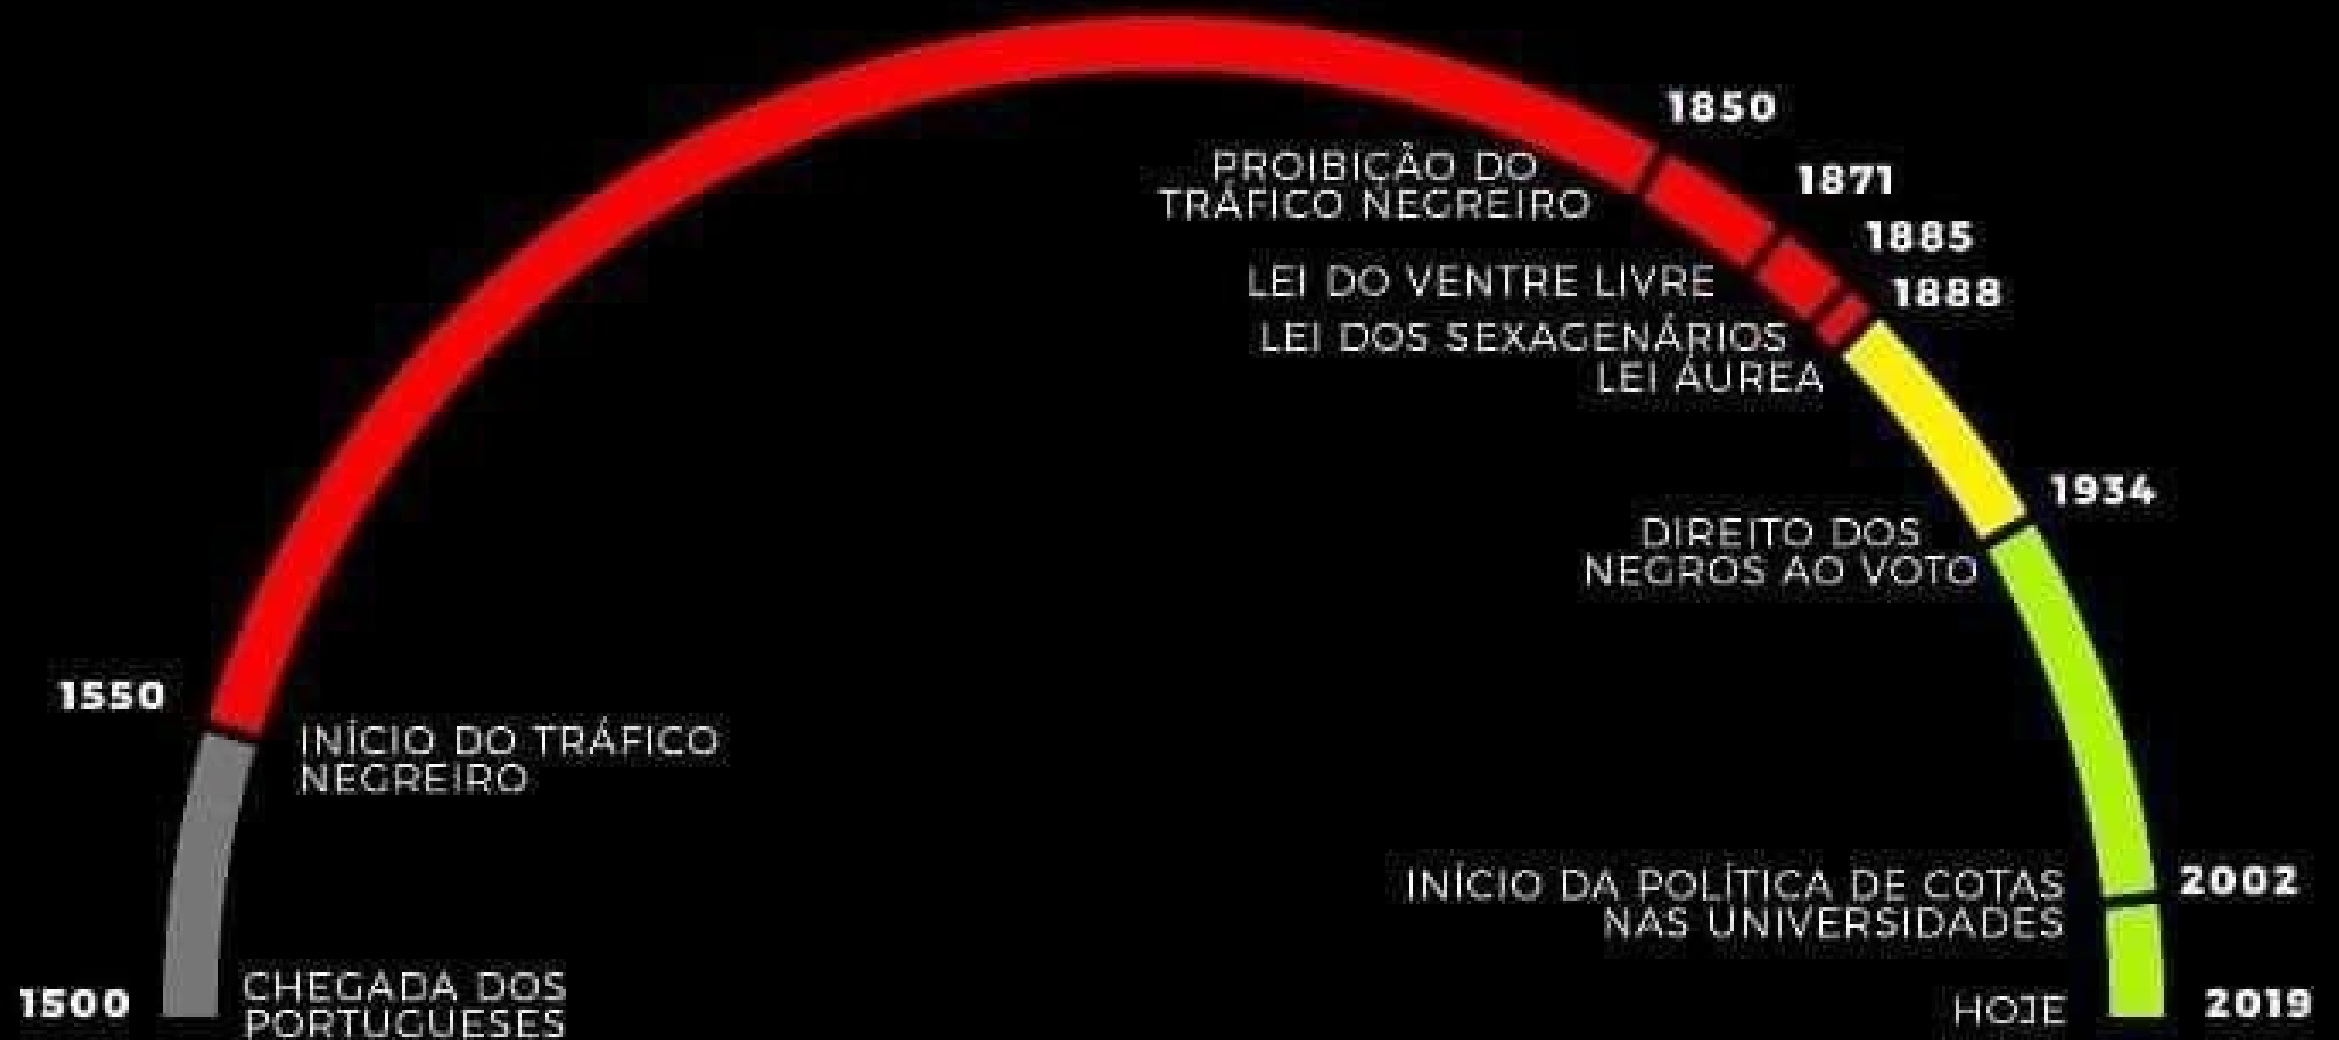 1850
PROIBIÇÃO DO
TRÁFICO NEGREIRO
1871
LEI DO VENTRE LIVRE
1885
LEI DOS SEXAGENÁRIOS
1888
LEI ÁUREA
1934
DIREITO DOS
NEGROS AO VOTO
1550
INÍCIO DO TRÁFICO
NEGREIRO
2002
INÍCIO DA POLÍTICA DE COTAS
NAS UNIVERSIDADES
1500
CHEGADA DOS
PORTUGUESES
HOJE
2019